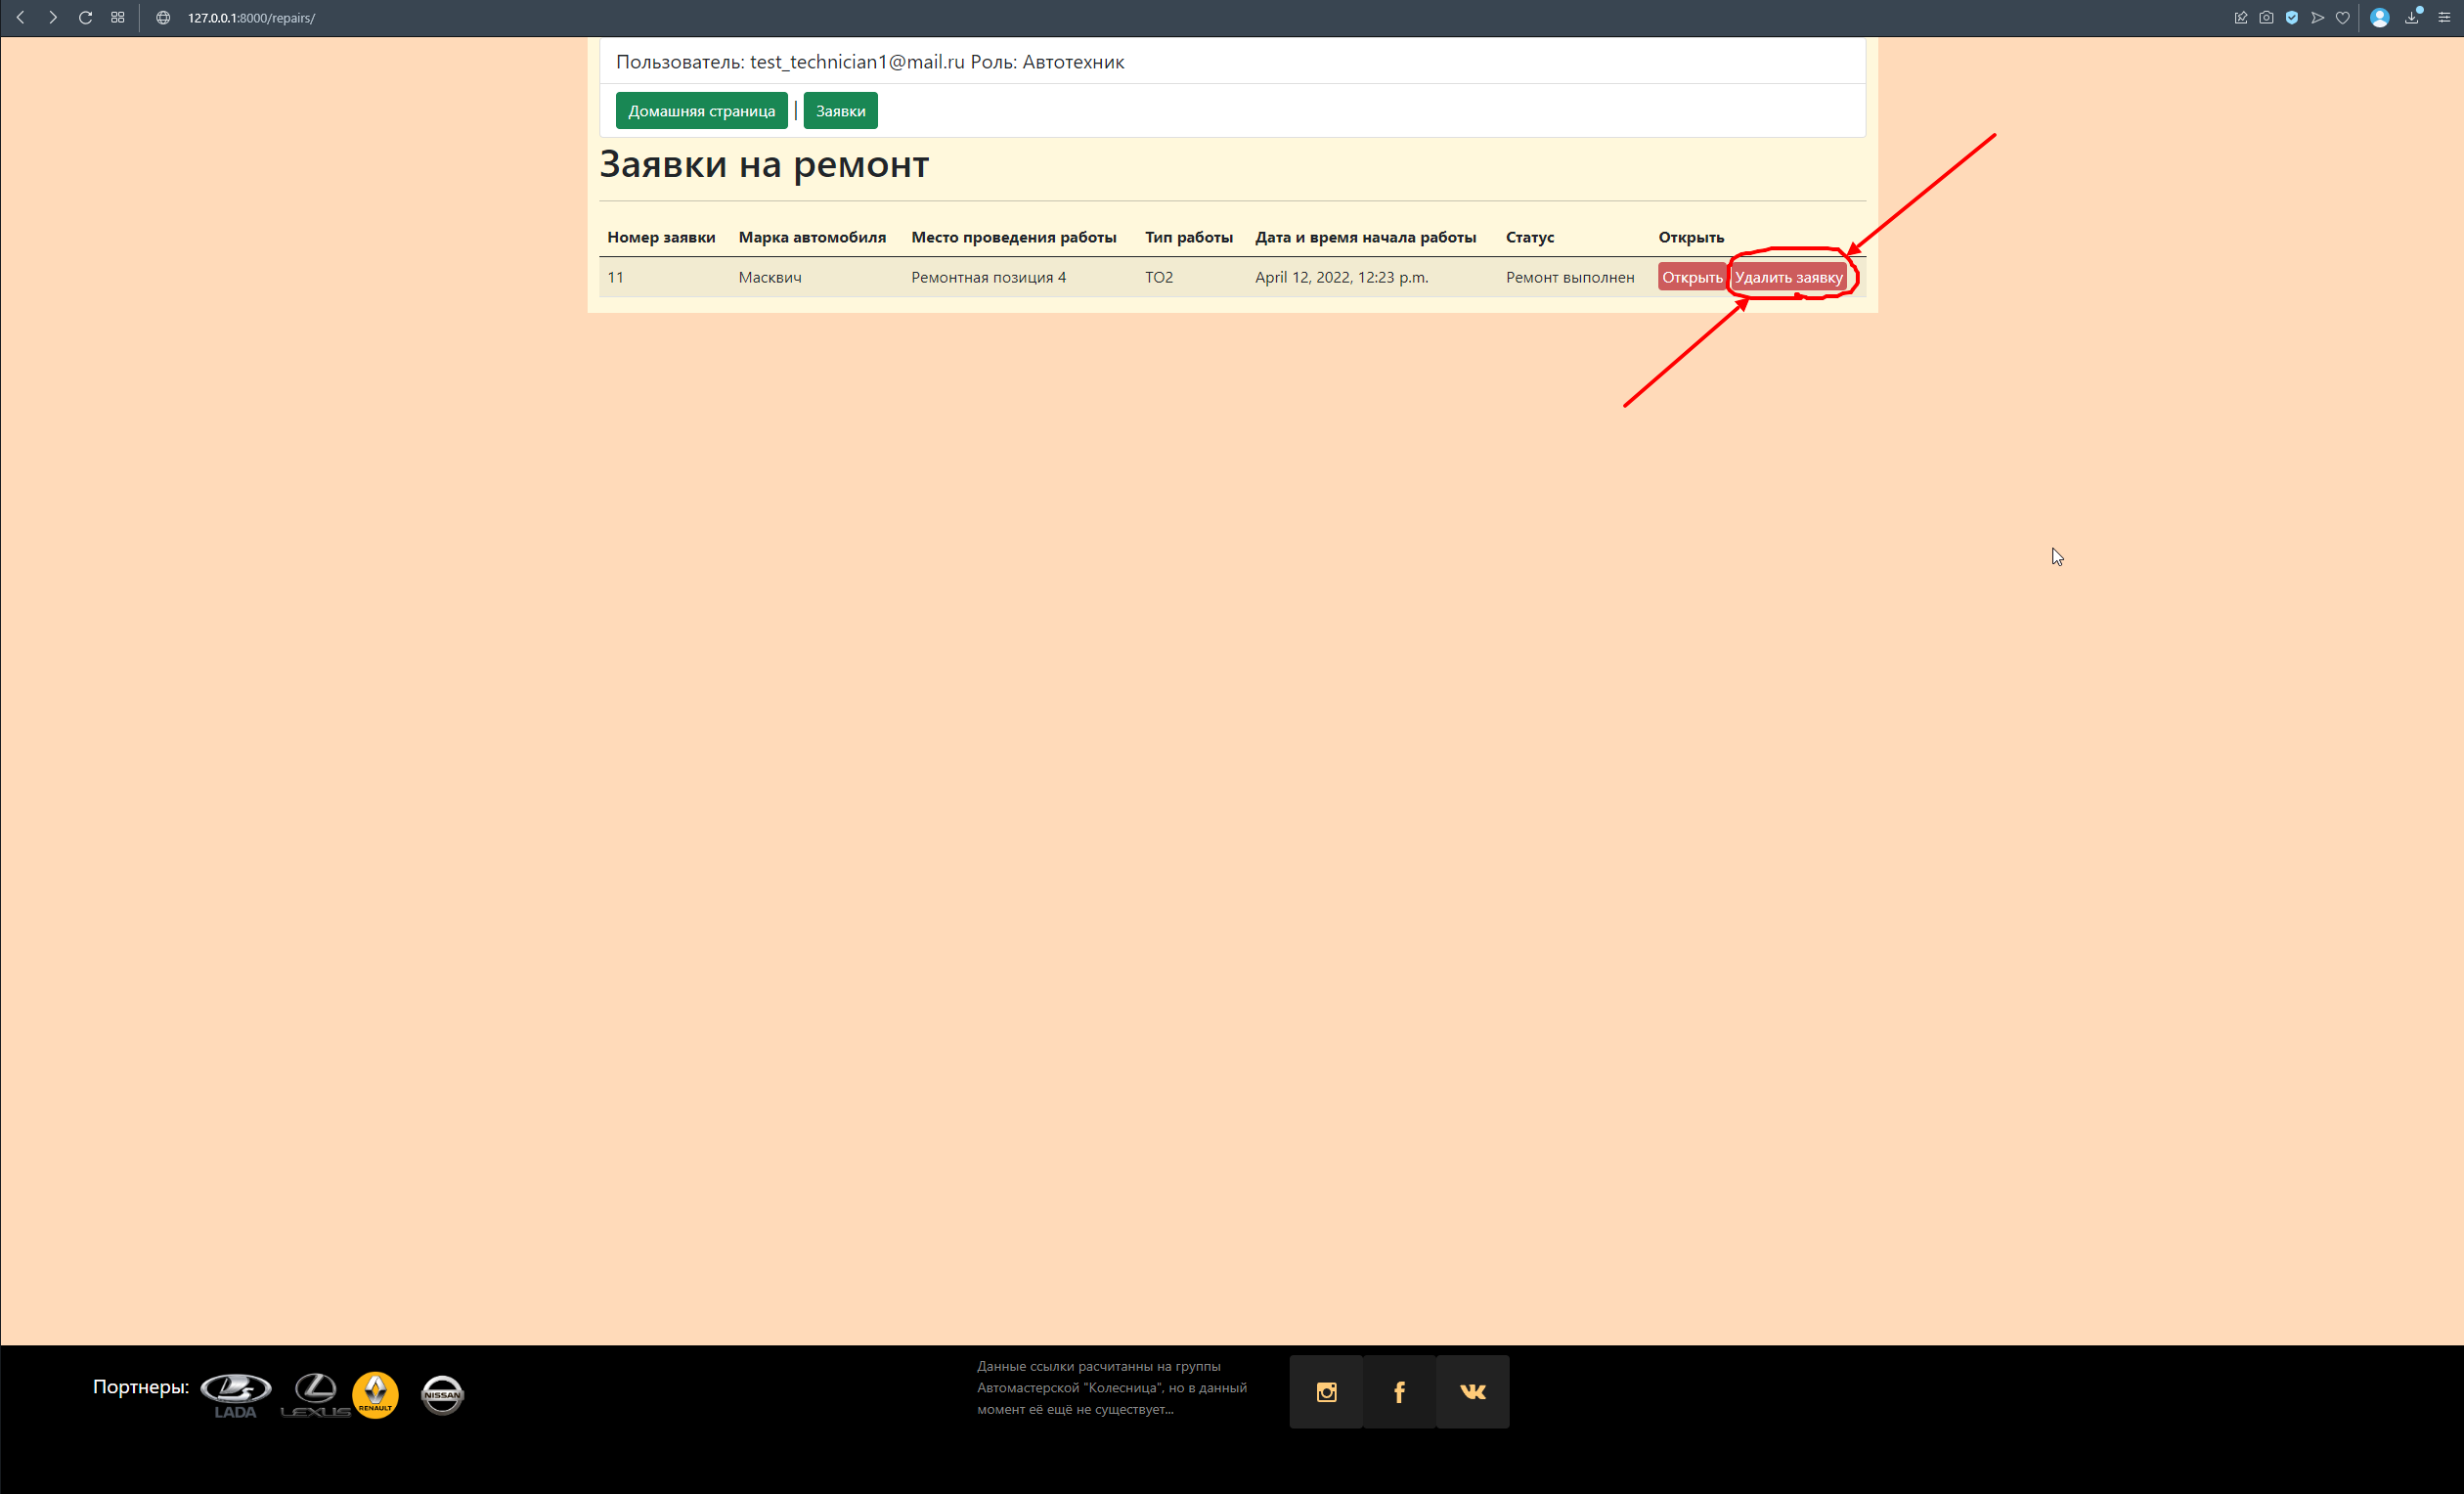 127.0.0.1:8000/repairs/
Пользователь: test_technician1@mail.ru Роль: Автотехник
Домашняя страница | Заявки
Заявки на ремонт
Номер заявки Марка автомобиля Место проведения работы Тип работы Дата и время начала работы Статус Открыть
11 Масквич Ремонтная позиция 4 ТО2 April 12, 2022, 12:23 p.m. Ремонт выполнен Открыть Удалить заявку
Партнеры: LADA LEXUS RENAULT NISSAN
Данные ссылки расчитанны на группы
Автомастерской "Колесница", но в данный
момент её ещё не существует...